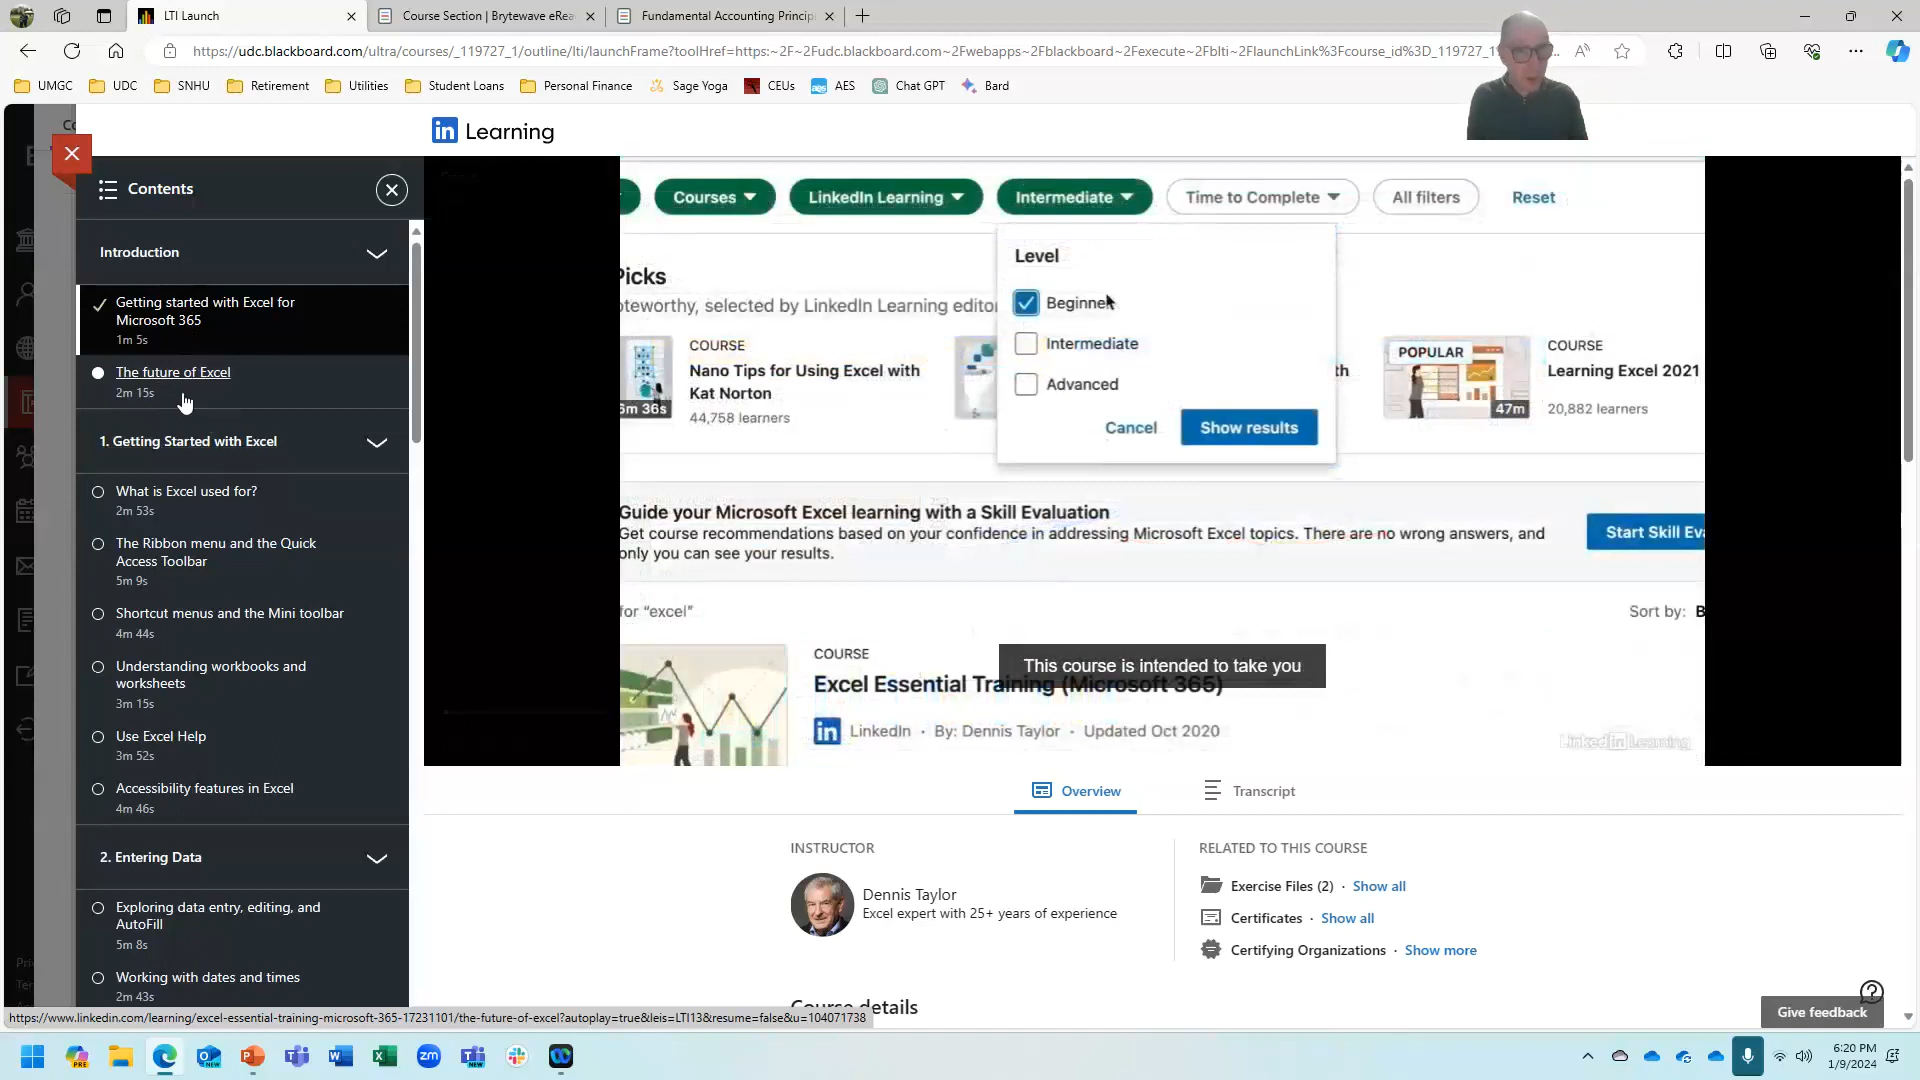 LTI Launch
Course Section | Brytewave eRea
Fundamental Accounting Princip
https://udc.blackboard.com/ultra/courses/_119727_1/outline/lti/launchFrame?toolHref=https:~2F~2Fudc.blackboard.com~2Fwebapps~2Fblackboard~2Fexecute~2Fblti~2FlaunchLink%3Fcourse_id%3D_119727_1
UMGC
UDC
SNHU
Retirement
Utilities
Student Loans
Personal Finance
Sage Yoga
CEUs
AES
Chat GPT
Bard
in Learning
Contents
Introduction
Getting started with Excel for
Microsoft 365
1m 5s
The future of Excel
2m 15s
1. Getting Started with Excel
What is Excel used for?
2m 53s
The Ribbon menu and the Quick
Access Toolbar
5m 9s
Shortcut menus and the Mini toolbar
4m 44s
Understanding workbooks and
worksheets
3m 15s
Use Excel Help
3m 52s
Accessibility features in Excel
4m 46s
2. Entering Data
Exploring data entry, editing, and
AutoFill
5m 8s
Working with dates and times
2m 43s
Courses
LinkedIn Learning
Intermediate
Time to Complete
All filters
Reset
Level
Beginner
Intermediate
Advanced
Cancel
Show results
Picks
oteworthy, selected by LinkedIn Learning editor
6m 36s
COURSE
Nano Tips for Using Excel with
Kat Norton
44,758 learners
th
POPULAR
47m
COURSE
Learning Excel 2021
20,882 learners
Guide your Microsoft Excel learning with a Skill Evaluation
Get course recommendations based on your confidence in addressing Microsoft Excel topics. There are no wrong answers, and
only you can see your results.
Start Skill Eva
for "excel"
Sort by: B
COURSE
This course is intended to take you
Excel Essential Training (Microsoft 365)
in LinkedIn · By: Dennis Taylor · Updated Oct 2020
Linked in Learning
Overview
Transcript
INSTRUCTOR
Dennis Taylor
Excel expert with 25+ years of experience
RELATED TO THIS COURSE
Exercise Files (2) · Show all
Certificates · Show all
Certifying Organizations · Show more
Course details
Give feedback
https://www.linkedin.com/learning/excel-essential-training-microsoft-365-17231101/the-future-of-excel?autoplay=true&leis=LTI13&resume=false&u=104071738
6:20 PM
1/9/2024